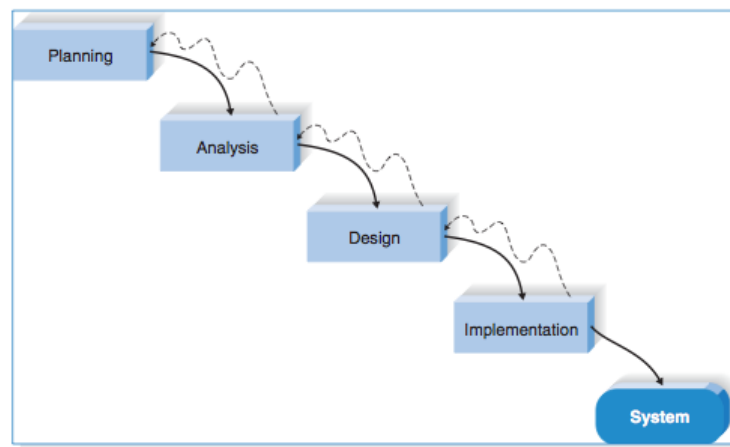 Planning
Analysis
Design
Implementation
System